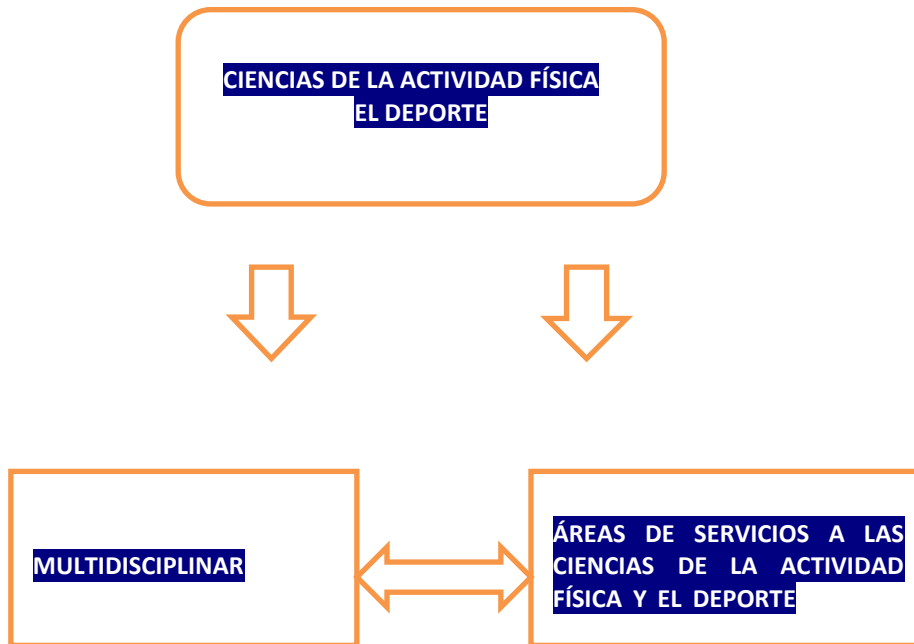 CIENCIAS DE LA ACTIVIDAD FÍSICA
EL DEPORTE
MULTIDISCIPLINAR
ÁREAS DE SERVICIOS A LAS
CIENCIAS DE LA ACTIVIDAD
FÍSICA Y EL DEPORTE